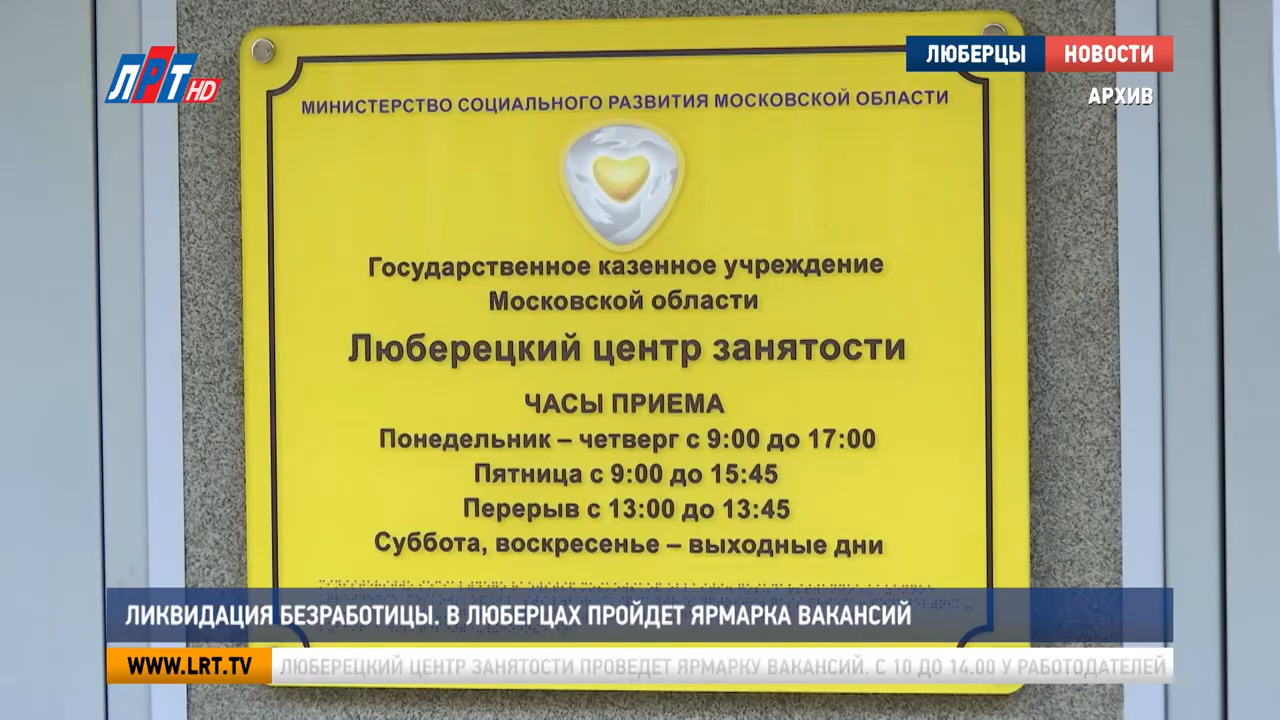 ЛРТ HD
ЛЮБЕРЦЫ НОВОСТИ
АРХИВ
МИНИСТЕРСТВО СОЦИАЛЬНОГО РАЗВИТИЯ МОСКОВСКОЙ ОБЛАСТИ
Государственное казенное учреждение
Московской области
Люберецкий центр занятости
ЧАСЫ ПРИЕМА
Понедельник – четверг с 9:00 до 17:00
Пятница с 9:00 до 15:45
Перерыв с 13:00 до 13:45
Суббота, воскресенье – выходные дни
ЛИКВИДАЦИЯ БЕЗРАБОТИЦЫ. В ЛЮБЕРЦАХ ПРОЙДЕТ ЯРМАРКА ВАКАНСИЙ
WWW.LRT.TV ЛЮБЕРЕЦКИЙ ЦЕНТР ЗАНЯТОСТИ ПРОВЕДЕТ ЯРМАРКУ ВАКАНСИЙ. С ДО 14.00 У РАБОТОДАТЕЛЕЙ